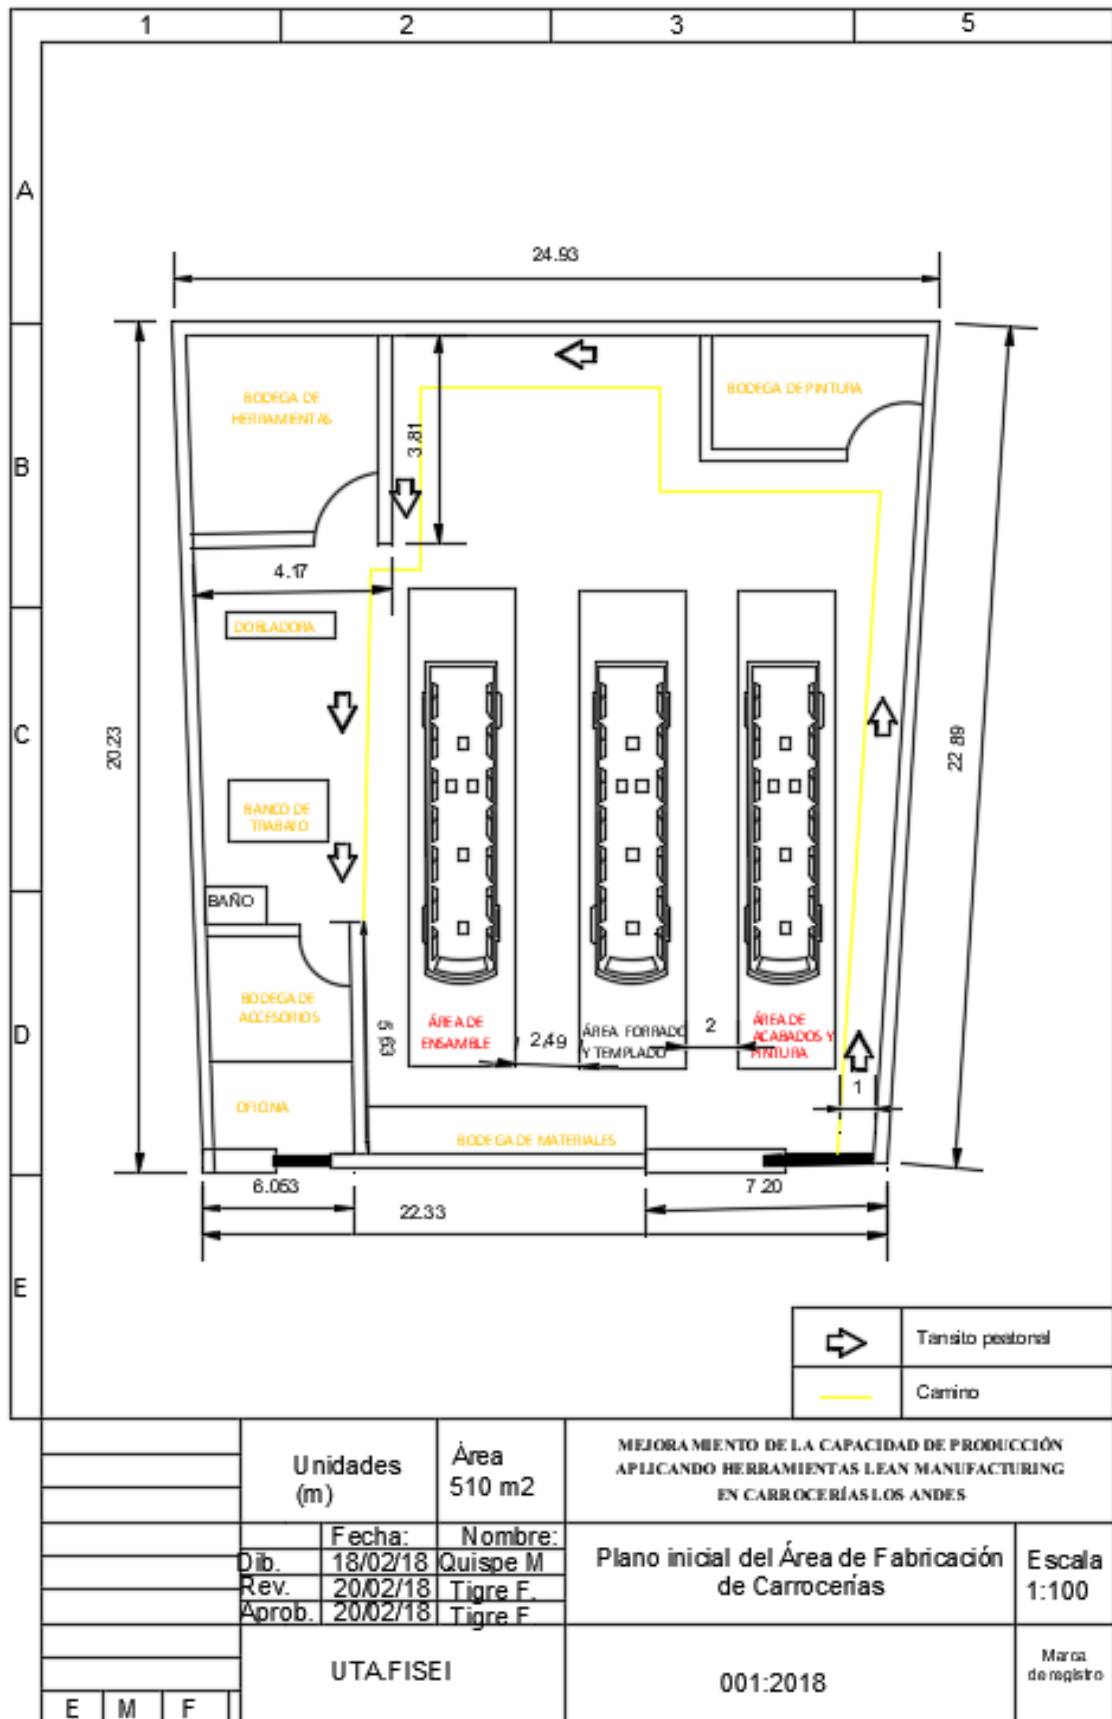 1 2 3 5
A
B
C
D
E
24.93
20.23
22.89
BODEGA DE
HERRAMIENTAS
3.81
BODEGA DE PINTURA
4.17
DOBLADORA
BANCO DE
TRABAJO
BAÑO
BODEGA DE
ACCESORIOS
OFICINA
5.63
ÁREA DE
ENSAMBLE
2,49
ÁREA FORRADO
Y TEMPLADO
2
ÁREA DE
ACABADOS Y
PINTURA
1
BODEGA DE MATERIALES
6.053
22.33
7.20
Tansito peatonal
Camino
Unidades
(m)
Área
510 m2
MEJORAMIENTO DE LA CAPACIDAD DE PRODUCCIÓN
APLICANDO HERRAMIENTAS LEAN MANUFACTURING
EN CARROCERÍAS LOS ANDES
Fecha: Nombre:
Dib. 18/02/18 Quispe M
Rev. 20/02/18 Tigre F.
Aprob. 20/02/18 Tigre F
Plano inicial del Área de Fabricación
de Carrocerías
Escala
1:100
UTA.FISEI
001:2018
Marca
de registro
E M F